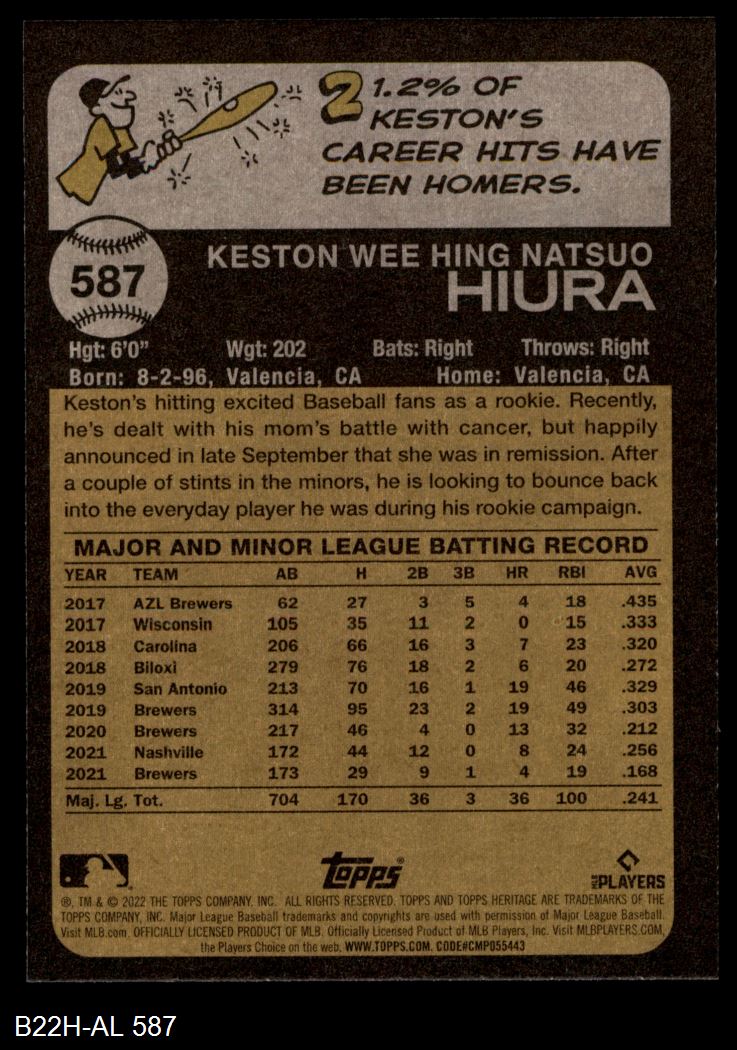 21.2% OF
KESTON'S
CAREER HITS HAVE
BEEN HOMERS.
587
KESTON WEE HING NATSUO
HIURA
Hgt: 6'0" Wgt: 202 Bats: Right Throws: Right
Born: 8-2-96, Valencia, CA Home: Valencia, CA
Keston's hitting excited Baseball fans as a rookie. Recently,
he's dealt with his mom's battle with cancer, but happily
announced in late September that she was in remission. After
a couple of stints in the minors, he is looking to bounce back
into the everyday player he was during his rookie campaign.
MAJOR AND MINOR LEAGUE BATTING RECORD
YEAR TEAM AB H 2B 3B HR RBI AVG
2017 AZL Brewers 62 27 3 5 4 18 .435
2017 Wisconsin 105 35 11 2 0 15 .333
2018 Carolina 206 66 16 3 7 23 .320
2018 Biloxi 279 76 18 2 6 20 .272
2019 San Antonio 213 70 16 1 19 46 .329
2019 Brewers 314 95 23 2 19 49 .303
2020 Brewers 217 46 4 0 13 32 .212
2021 Nashville 172 44 12 0 8 24 .256
2021 Brewers 173 29 9 1 4 19 .168
Maj. Lg. Tot. 704 170 36 3 36 100 .241
topps® MLB PLAYERS
®, TM & © 2022 THE TOPPS COMPANY, INC. ALL RIGHTS RESERVED. TOPPS AND TOPPS HERITAGE ARE TRADEMARKS OF THE
TOPPS COMPANY, INC. Major League Baseball trademarks and copyrights are used with permission of Major League Baseball.
Visit MLB.com. OFFICIALLY LICENSED PRODUCT OF MLB. Officially Licensed Product of MLB Players, Inc. Visit MLBPLAYERS.COM,
the Players Choice on the web. WWW.TOPPS.COM. CODE#CMP055443
B22H-AL 587